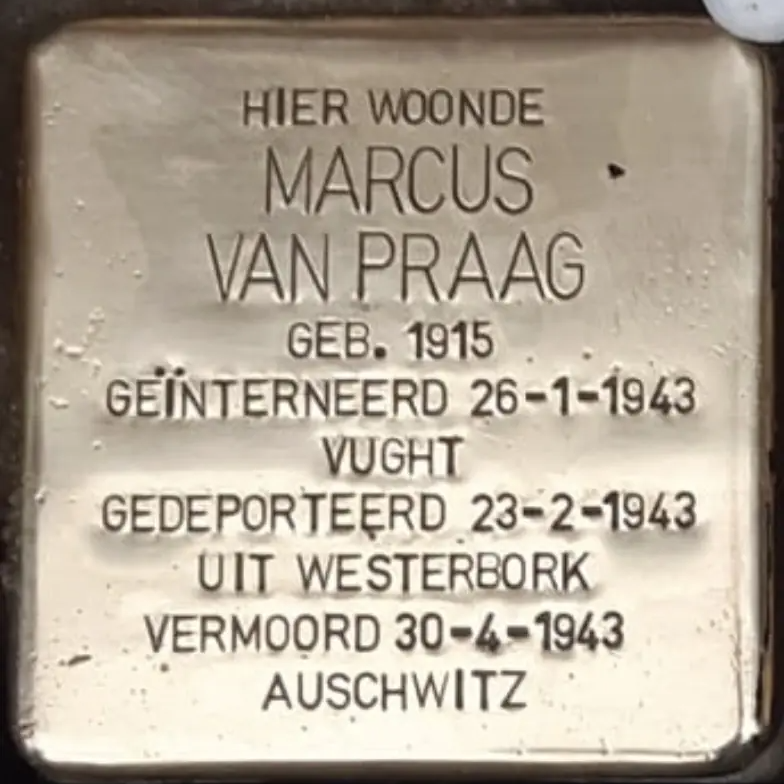 HIER WOONDE
MARCUS
VAN PRAAG
GEB. 1915
GEÏNTERNEERD 26-1-1943
VUGHT
GEDEPORTEERD 23-2-1943
UIT WESTERBORK
VERMOORD 30-4-1943
AUSCHWITZ